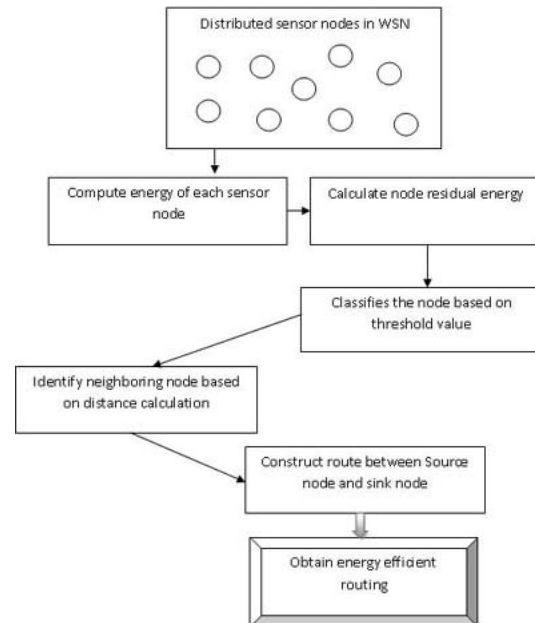 Distributed sensor nodes in WSN
Compute energy of each sensor
node
Calculate node residual energy
Classifies the node based on
threshold value
Identify neighboring node based
on distance calculation
Construct route between Source
node and sink node
Obtain energy efficient
routing